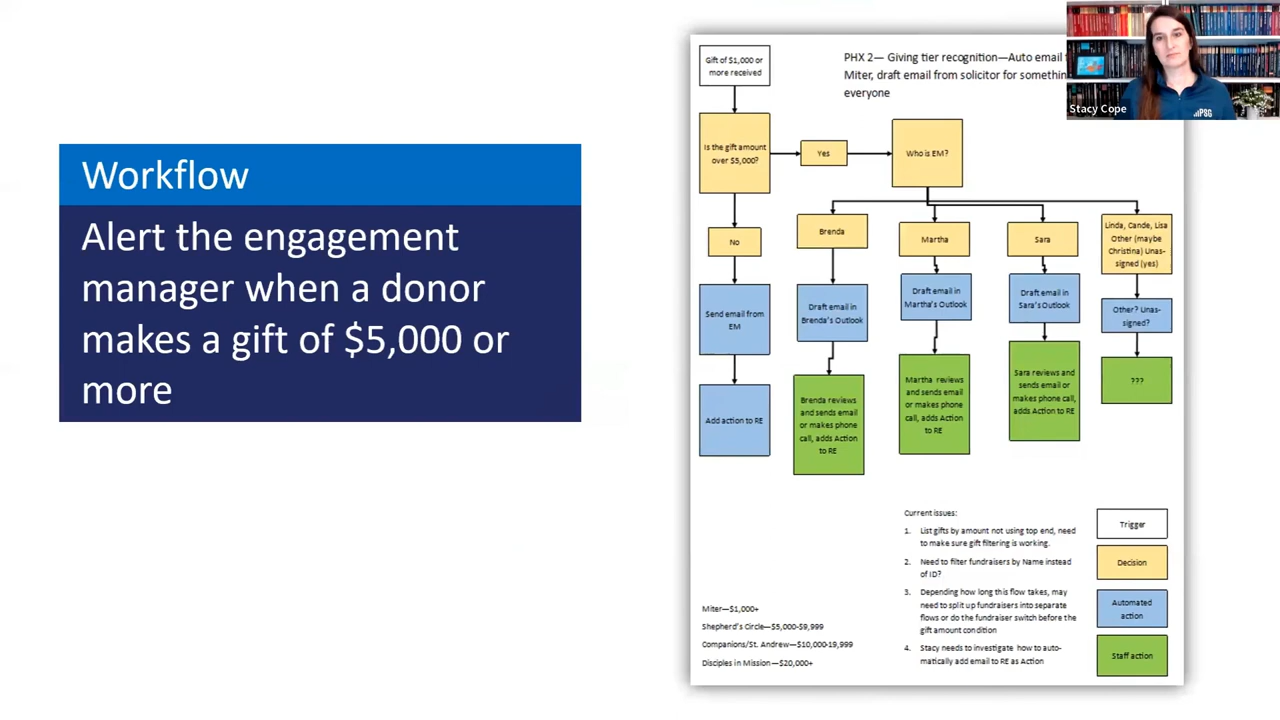 Workflow
Alert the engagement
manager when a donor
makes a gift of $5,000 or
more
PHX 2— Giving tier recognition—Auto email
Miter, draft email from solicitor for somethin
everyone
Stacy Cope
PSG
Gift of $1,000 or
more received
Is the gift amount
over $5,000?
Yes
Who is EM?
No
Brenda
Martha
Sara
Linda, Cande, Lisa
Other (maybe
Christina) Unas-
signed (yes)
Send email from
EM
Draft email in
Brenda's Outlook
Draft email in
Martha's Outlook
Draft email in
Sara's Outlook
Other? Unas-
signed?
Add action to RE
Brenda reviews
and sends email
or makes phone
call, adds Action
to RE
Martha reviews
and sends email
or makes phone
call, adds Action
to RE
Sara reviews and
sends email or
makes phone call,
adds Action to RE
???
Current issues:
1. List gifts by amount not using top end, need
to make sure gift filtering is working.
2. Need to filter fundraisers by Name instead
of ID?
3. Depending how long this flow takes, may
need to split up fundraisers into separate
flows or do the fundraiser switch before the
gift amount condition
4. Stacy needs to investigate how to auto-
matically add email to RE as Action
Trigger
Decision
Automated
action
Staff action
Miter—$1,000+
Shepherd's Circle—$5,000-$9,999
Companions/St. Andrew—$10,000-19,999
Disciples in Mission—$20,000+